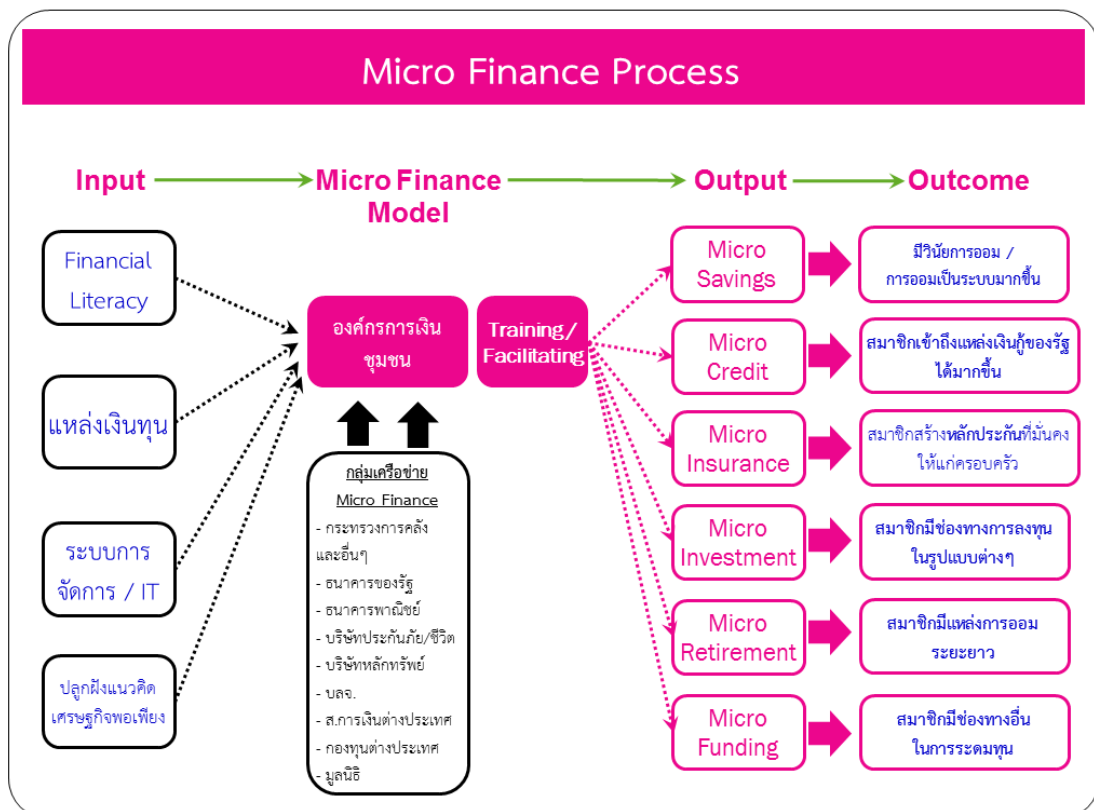 Micro Finance Process
Input
Micro Finance
Model
Output
Outcome
Financial
Literacy
แหล่งเงินทุน
ระบบการ
จัดการ / IT
ปลูกฝังแนวคิด
เศรษฐกิจพอเพียง
องค์กรการเงิน
ชุมชน
Training /
Facilitating
กลุ่มเครือข่าย
Micro Finance
- กระทรวงการคลัง
และอื่นๆ
- ธนาคารของรัฐ
- ธนาคารพาณิชย์
- บริษัทประกันภัย/ชีวิต
- บริษัทหลักทรัพย์
- บลจ.
- ส.การเงินต่างประเทศ
- กองทุนต่างประเทศ
- มูลนิธิ
Micro
Savings
มีวินัยการออม /
การออมเป็นระบบมากขึ้น
Micro
Credit
สมาชิกเข้าถึงแหล่งเงินกู้ของรัฐ
ได้มากขึ้น
Micro
Insurance
สมาชิกสร้างหลักประกันที่มั่นคง
ให้แก่ครอบครัว
Micro
Investment
สมาชิกมีช่องทางการลงทุน
ในรูปแบบต่างๆ
Micro
Retirement
สมาชิกมีแหล่งการออม
ระยะยาว
Micro
Funding
สมาชิกมีช่องทางอื่น
ในการระดมทุน